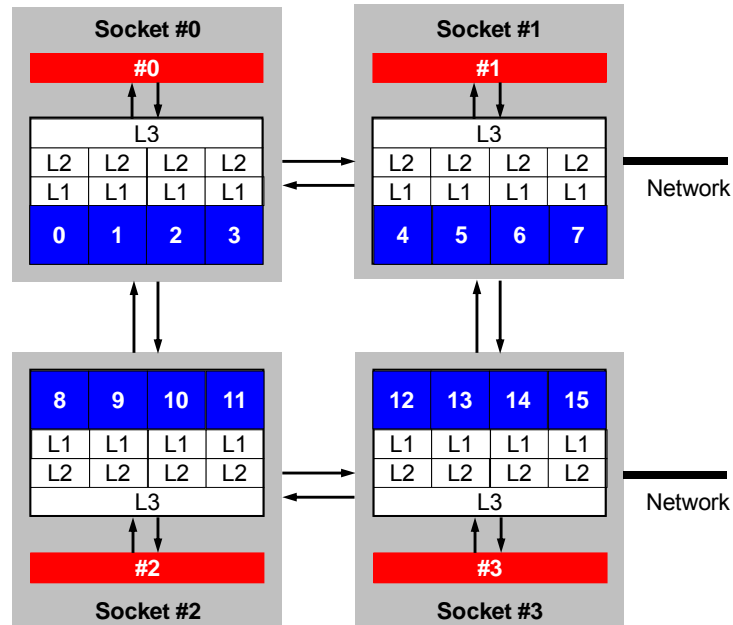 Socket #0
#0
L3
L2 L2 L2 L2
L1 L1 L1 L1
0 1 2 3
Socket #1
#1
L3
L2 L2 L2 L2
L1 L1 L1 L1
4 5 6 7
Network
8 9 10 11
L1 L1 L1 L1
L2 L2 L2 L2
L3
#2
Socket #2
12 13 14 15
L1 L1 L1 L1
L2 L2 L2 L2
L3
#3
Socket #3
Network